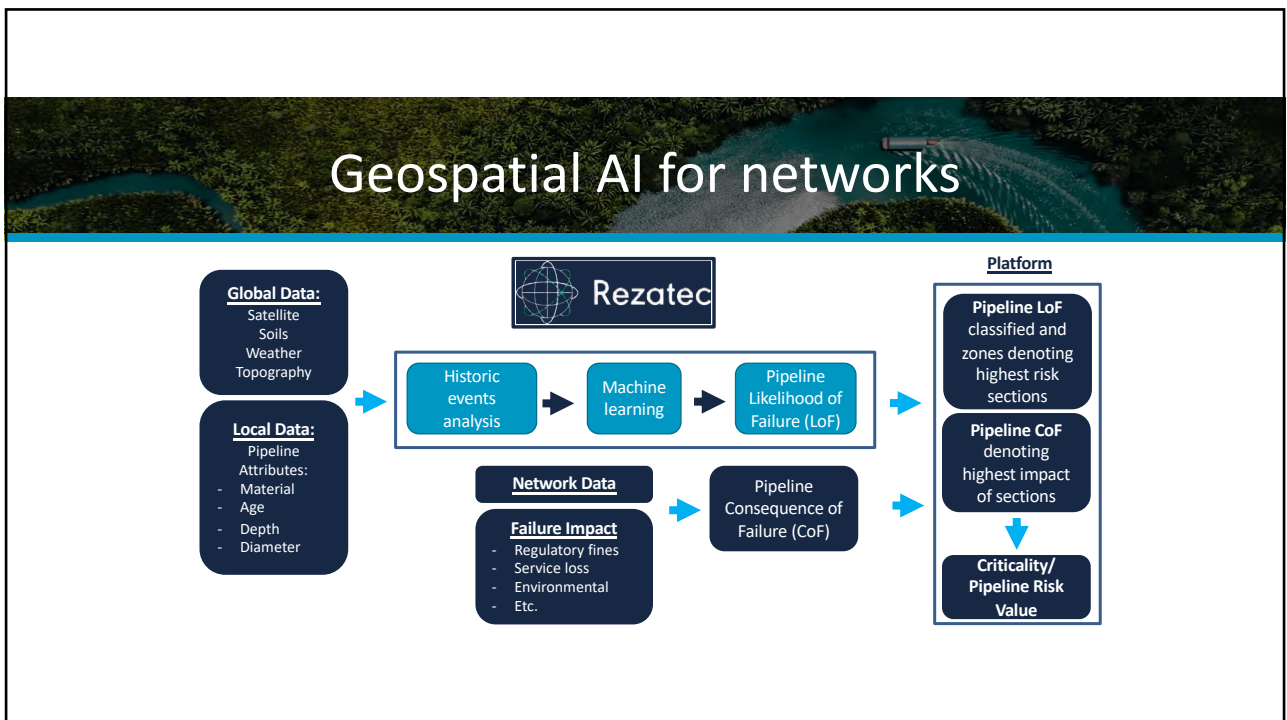 Geospatial AI for networks
Global Data:
Satellite
Soils
Weather
Topography
Local Data:
Pipeline
Attributes:
- Material
- Age
- Depth
- Diameter
Rezatec
Historic
events
analysis
Machine
learning
Pipeline
Likelihood of
Failure (LoF)
Network Data
Failure Impact
- Regulatory fines
- Service loss
- Environmental
- Etc.
Pipeline
Consequence of
Failure (CoF)
Platform
Pipeline LoF
classified and
zones denoting
highest risk
sections
Pipeline CoF
denoting
highest impact
of sections
Criticality/
Pipeline Risk
Value